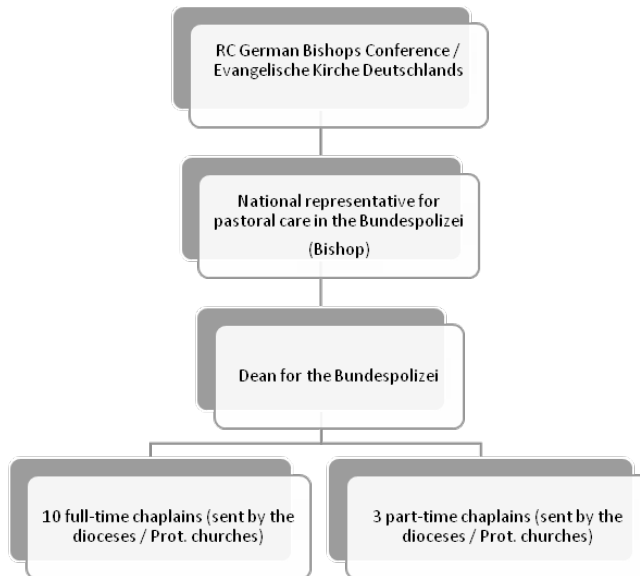 RC German Bishops Conference /
Evangelische Kirche Deutschlands
National representative for
pastoral care in the Bundespolizei
(Bishop)
Dean for the Bundespolizei
10 full-time chaplains (sent by the
dioceses / Prot. churches)
3 part-time chaplains (sent by the
dioceses / Prot. churches)